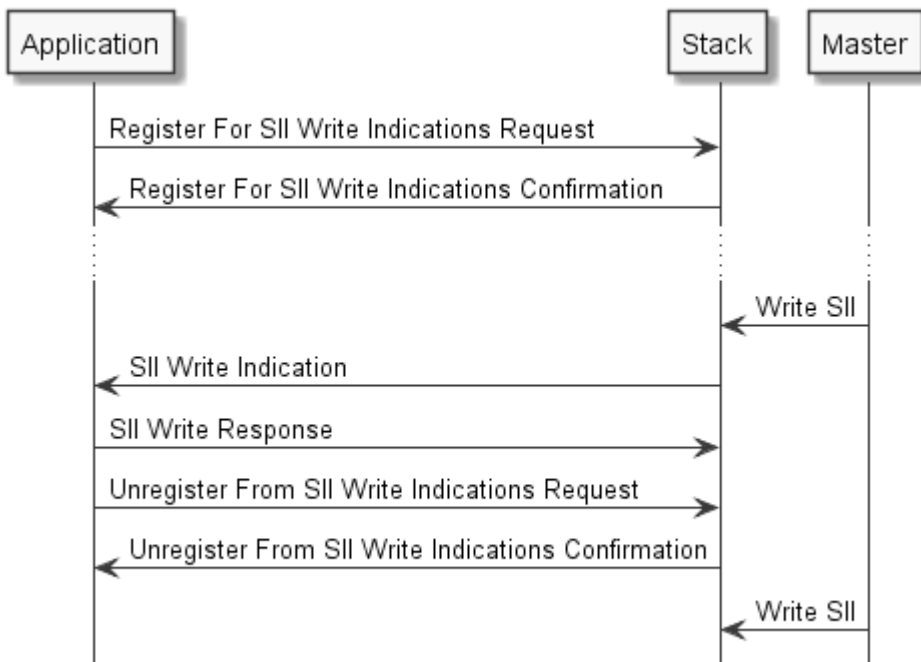 Application
Stack
Master
Register For SII Write Indications Request
Register For SII Write Indications Confirmation
Write SII
SII Write Indication
SII Write Response
Unregister From SII Write Indications Request
Unregister From SII Write Indications Confirmation
Write SII